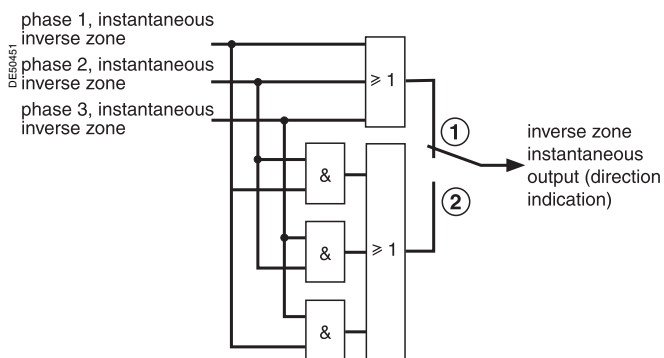 phase 1, instantaneous
inverse zone
DE50451
phase 2, instantaneous
inverse zone
phase 3, instantaneous
inverse zone
⩾ 1
1
inverse zone
instantaneous
output (direction
indication)
2
&
&
⩾ 1
&